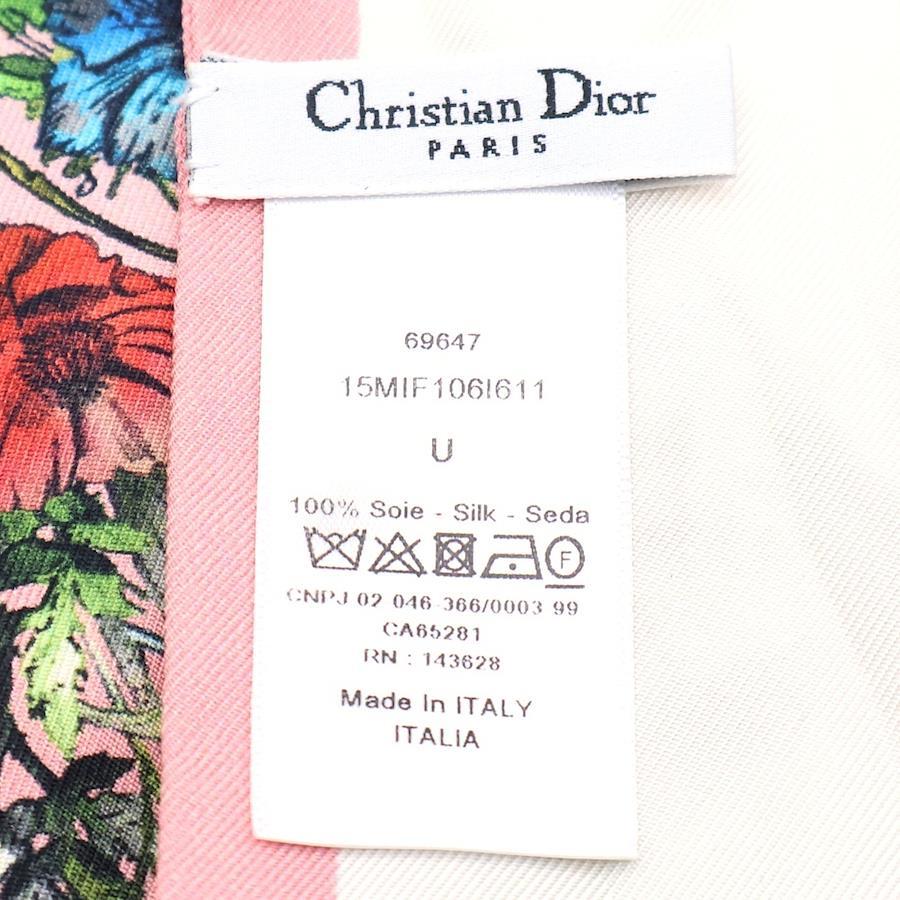 Christian Dior
PARIS
69647
15MIF106I611
U
100% Soie - Silk - Seda
F
CNPJ 02 046 366/0003 99
CA65281
RN : 143628
Made In ITALY
ITALIA